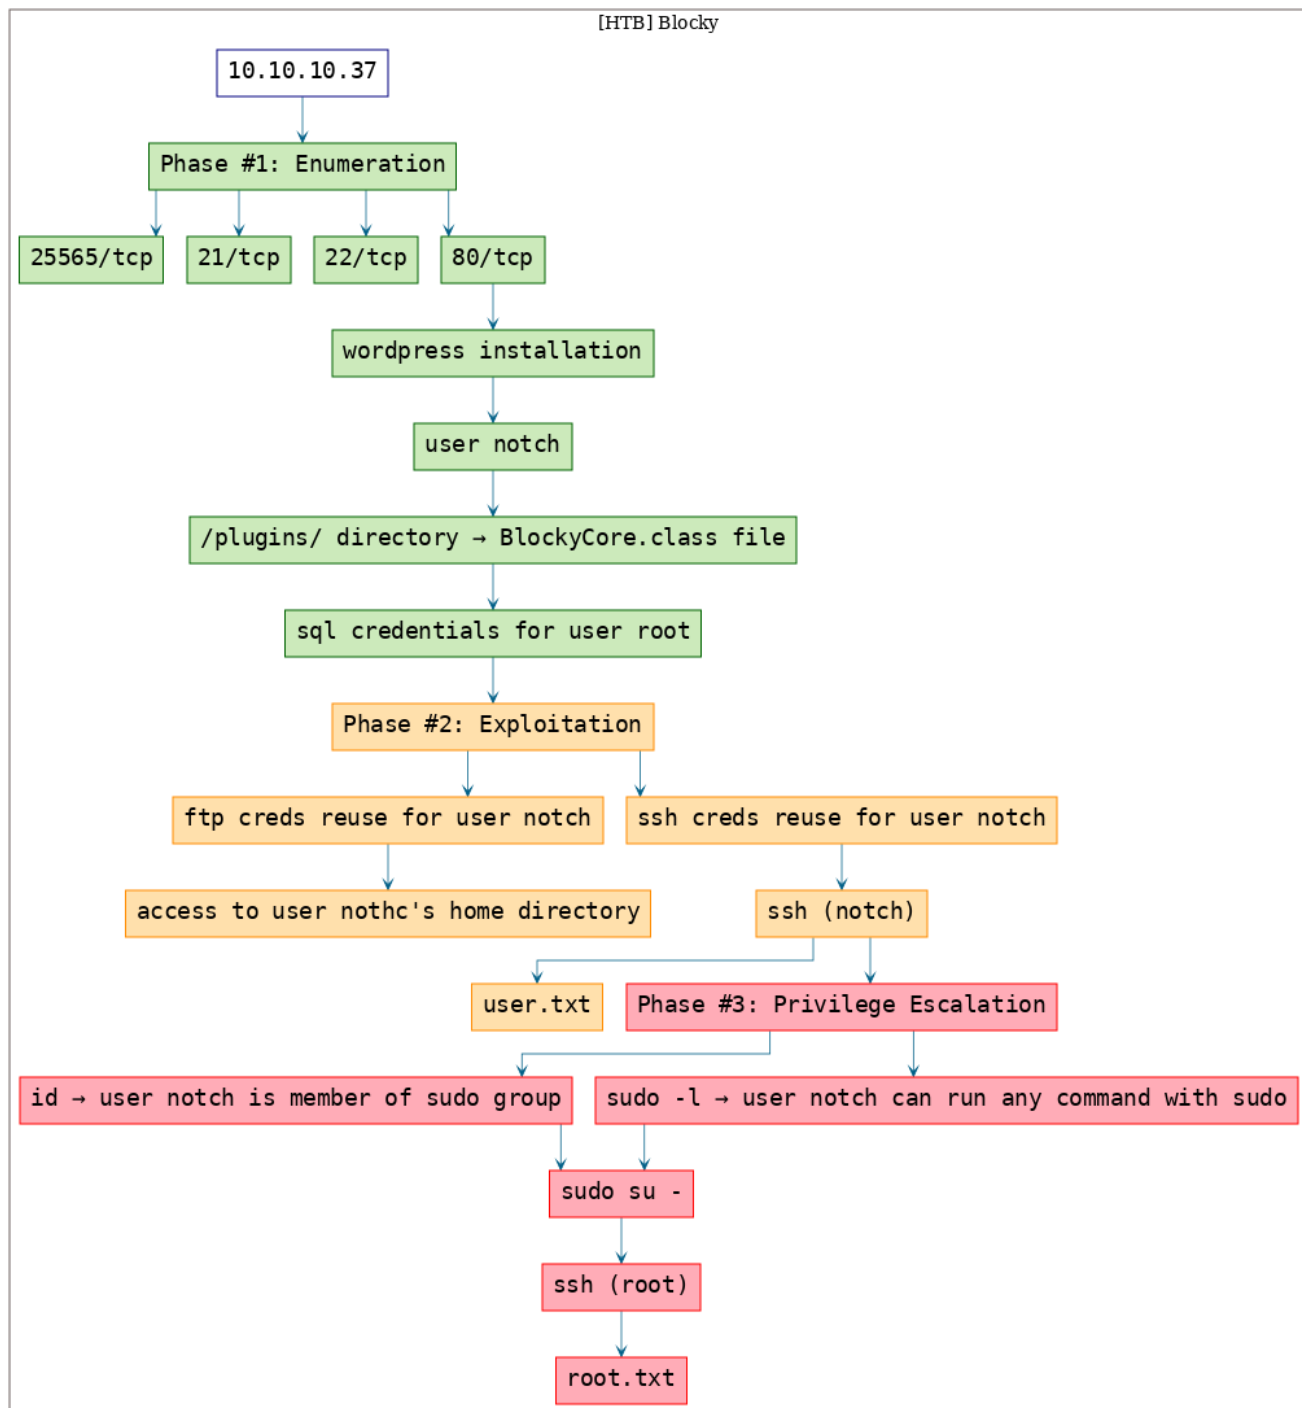 [HTB] Blocky
10.10.10.37
Phase #1: Enumeration
25565/tcp
21/tcp
22/tcp
80/tcp
wordpress installation
user notch
/plugins/ directory → BlockyCore.class file
sql credentials for user root
Phase #2: Exploitation
ftp creds reuse for user notch
ssh creds reuse for user notch
access to user nothc's home directory
ssh (notch)
user.txt
Phase #3: Privilege Escalation
id → user notch is member of sudo group
sudo -l → user notch can run any command with sudo
sudo su -
ssh (root)
root.txt